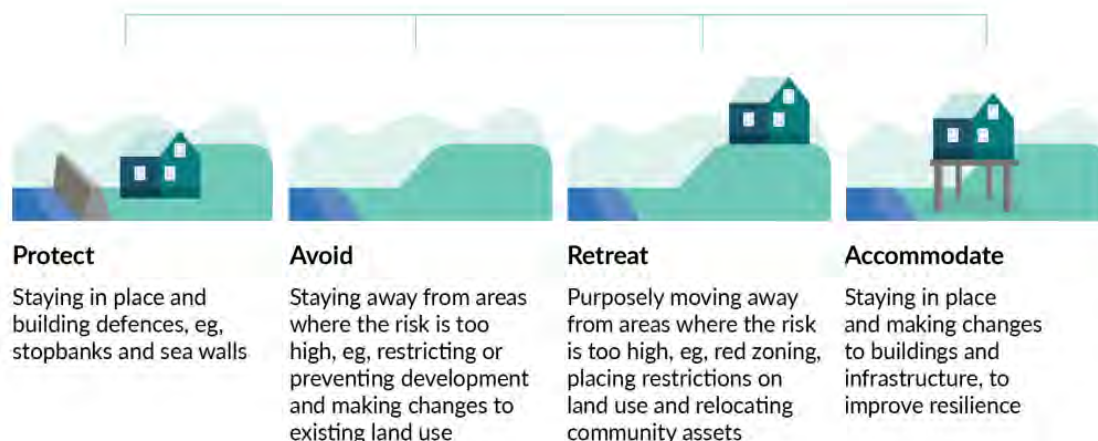 Protect
Staying in place and
building defences, eg,
stopbanks and sea walls
Avoid
Staying away from areas
where the risk is too
high, eg, restricting or
preventing development
and making changes to
existing land use
Retreat
Purposely moving away
from areas where the risk
is too high, eg, red zoning,
placing restrictions on
land use and relocating
community assets
Accommodate
Staying in place
and making changes
to buildings and
infrastructure, to
improve resilience